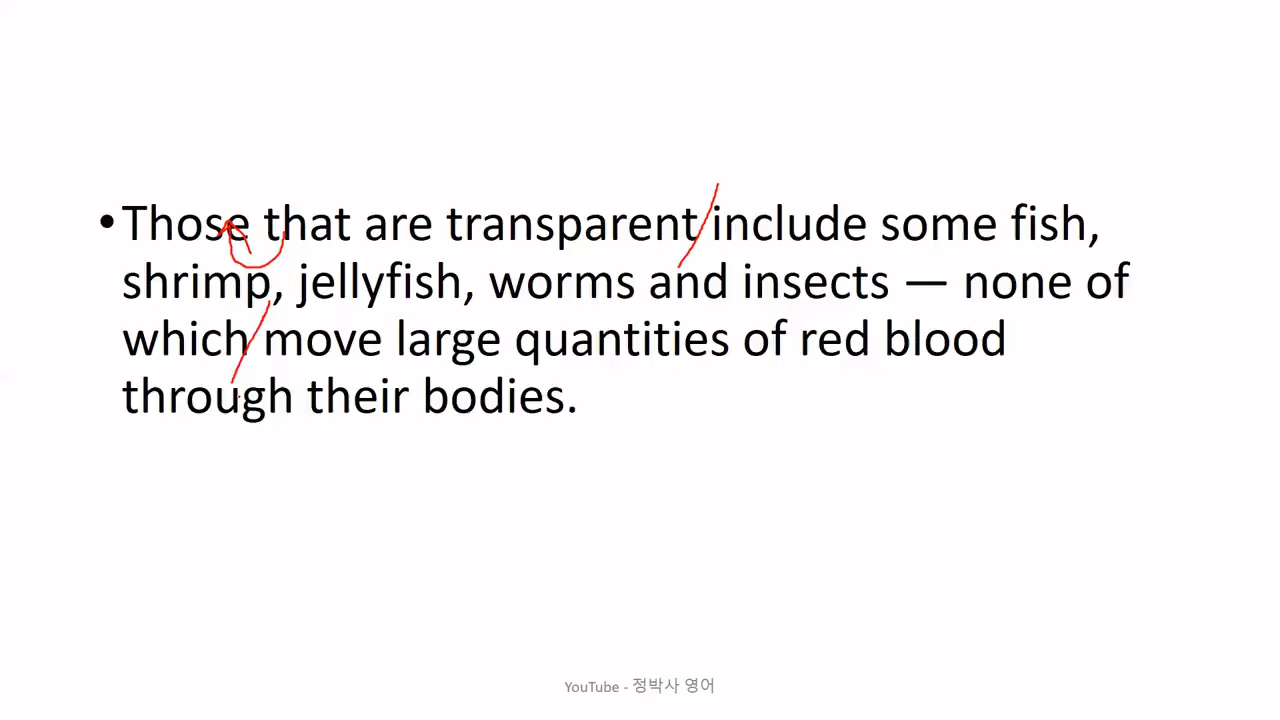 •Those that are transparent include some fish,
shrimp, jellyfish, worms and insects — none of
which move large quantities of red blood
through their bodies.
YouTube - 정박사 영어